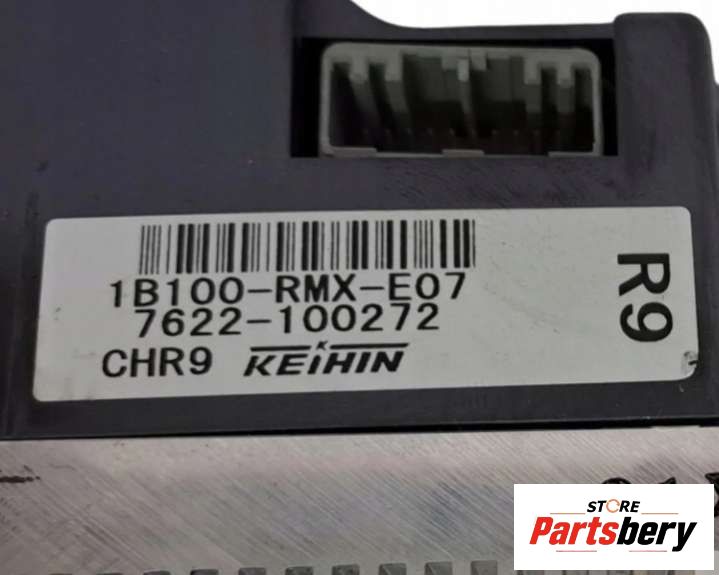 1B100-RMX-E07
7622-100272
CHR9 KEIHIN
R9
STORE
Partsbery